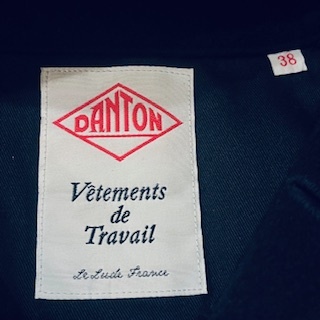 DANTON
38
Vêtements
de
Travail
Le Lude France